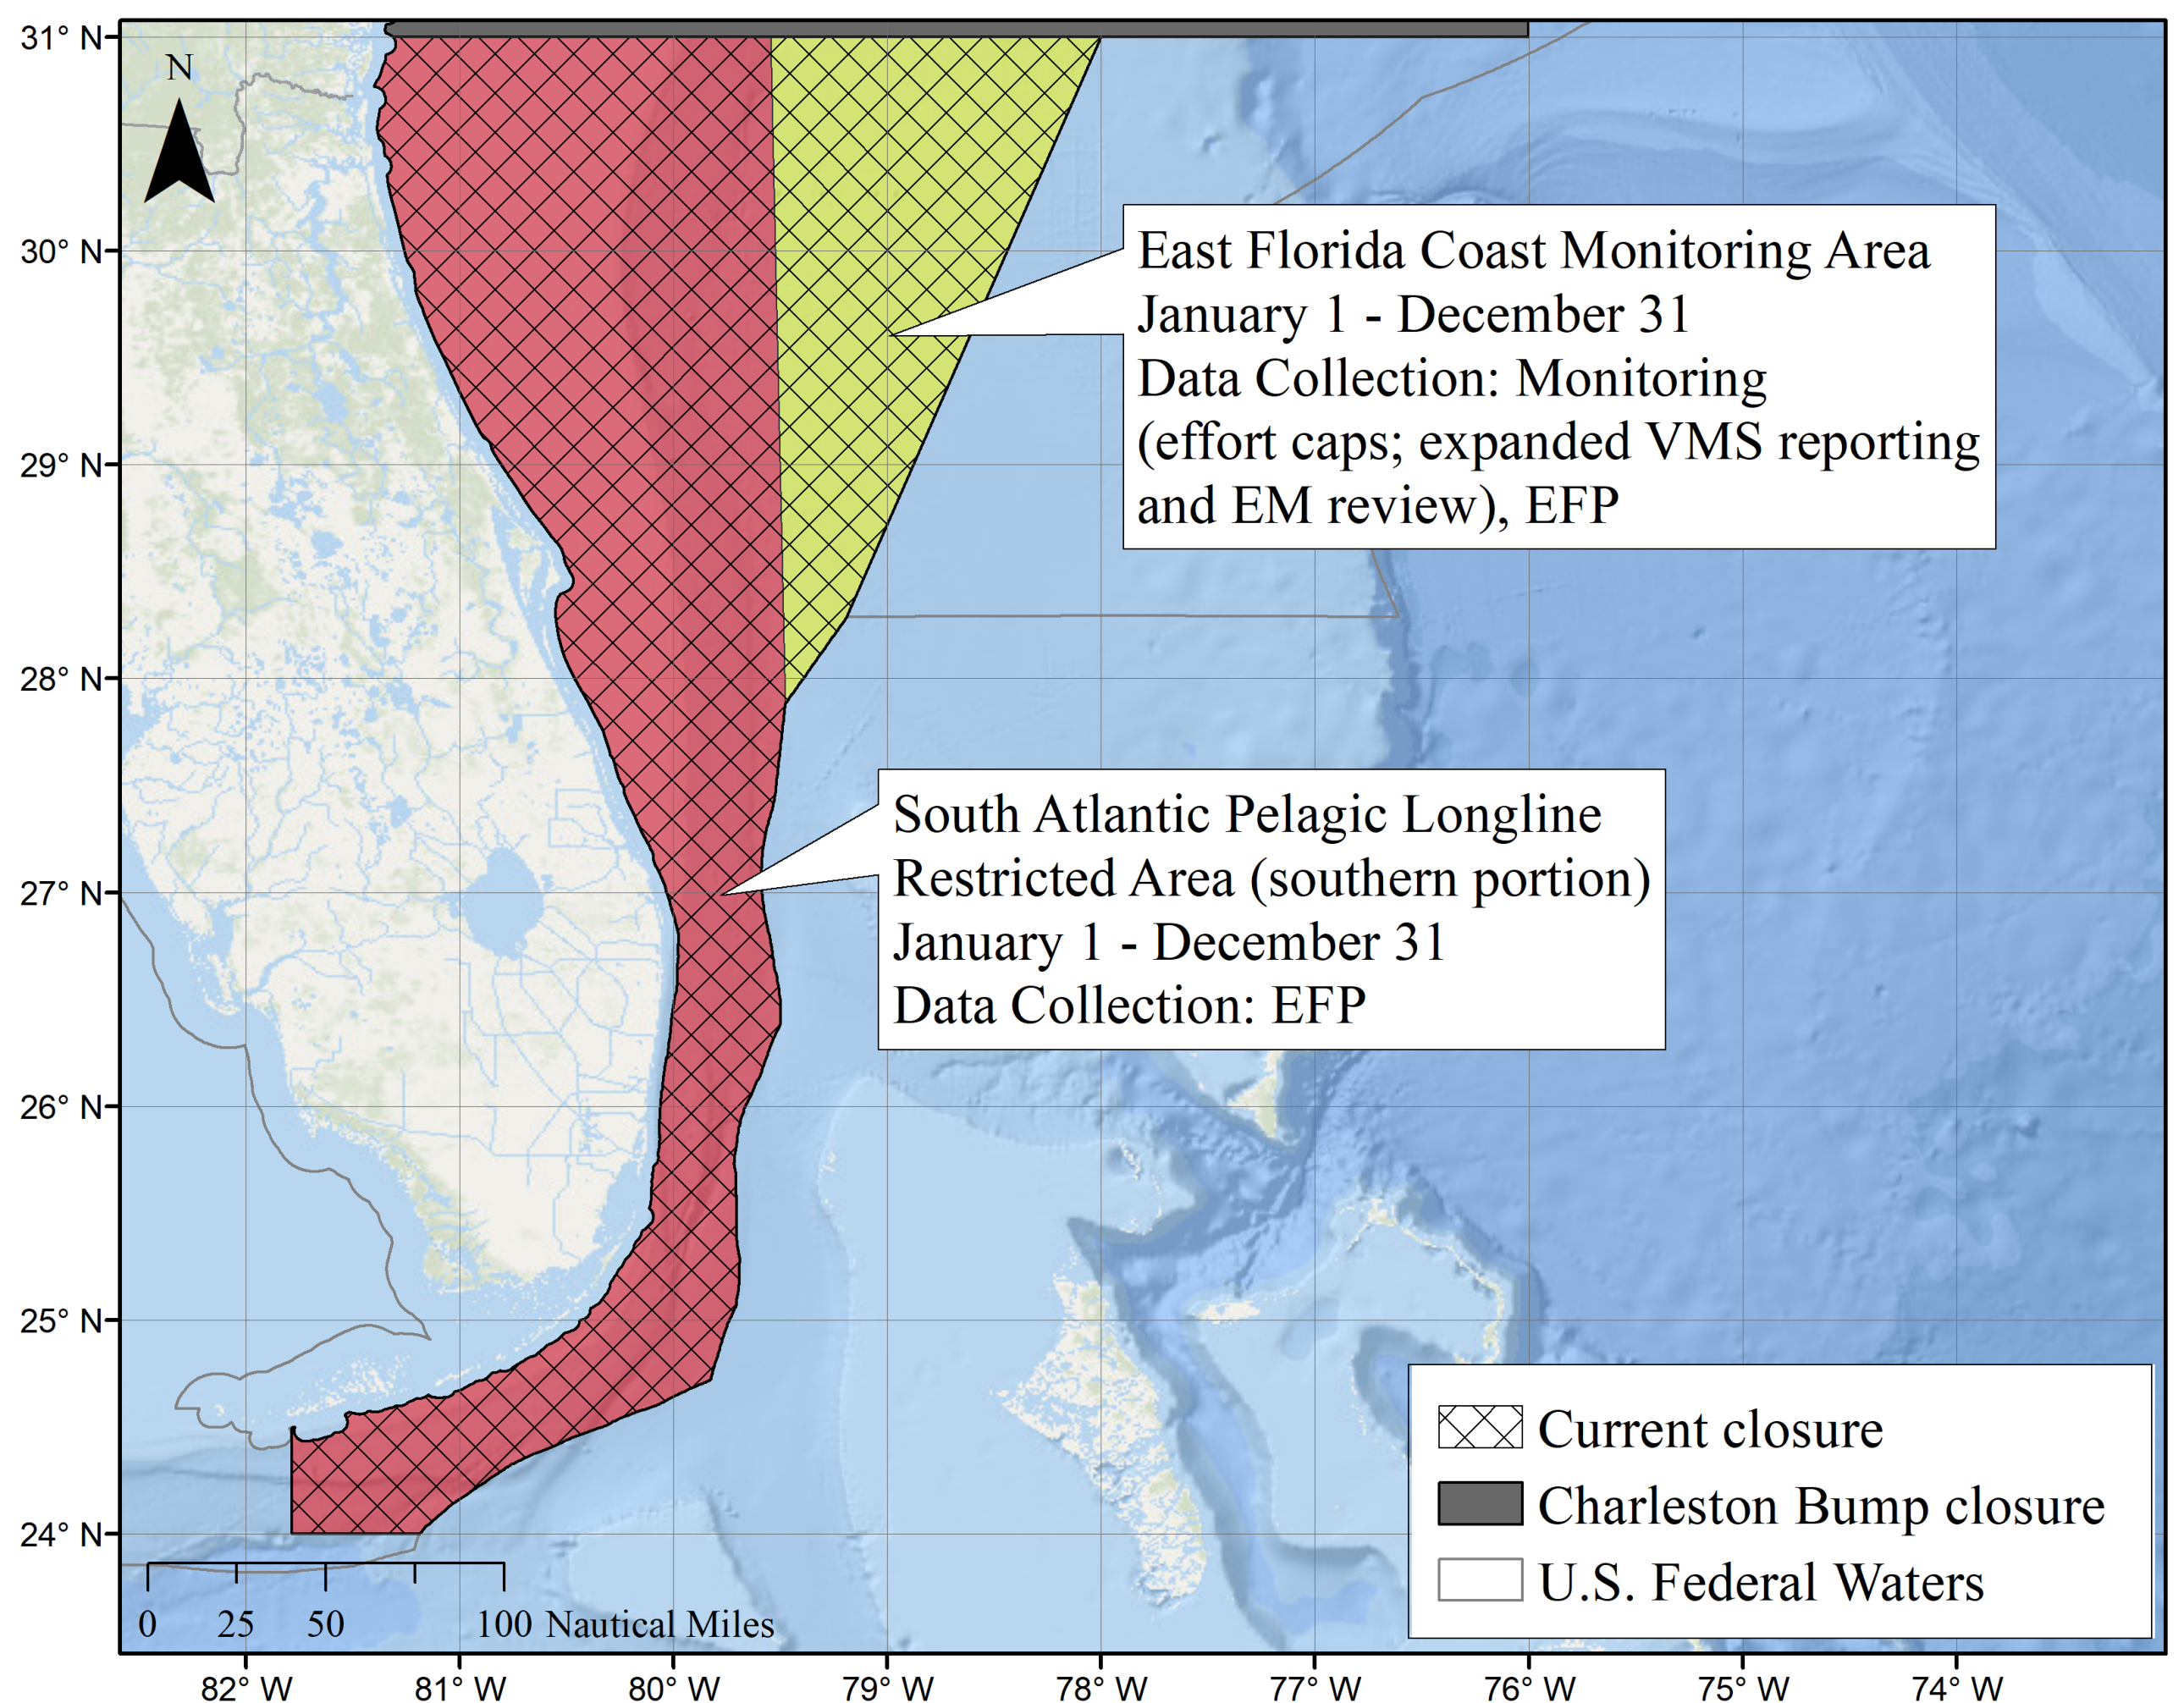 31° N
30° N
29° N
28° N
27° N
26° N
25° N
24° N
N
East Florida Coast Monitoring Area
January 1 - December 31
Data Collection: Monitoring
(effort caps; expanded VMS reporting
and EM review), EFP
South Atlantic Pelagic Longline
Restricted Area (southern portion)
January 1 - December 31
Data Collection: EFP
Current closure
Charleston Bump closure
U.S. Federal Waters
0 25 50 100 Nautical Miles
82° W 81° W 80° W 79° W 78° W 77° W 76° W 75° W 74° W